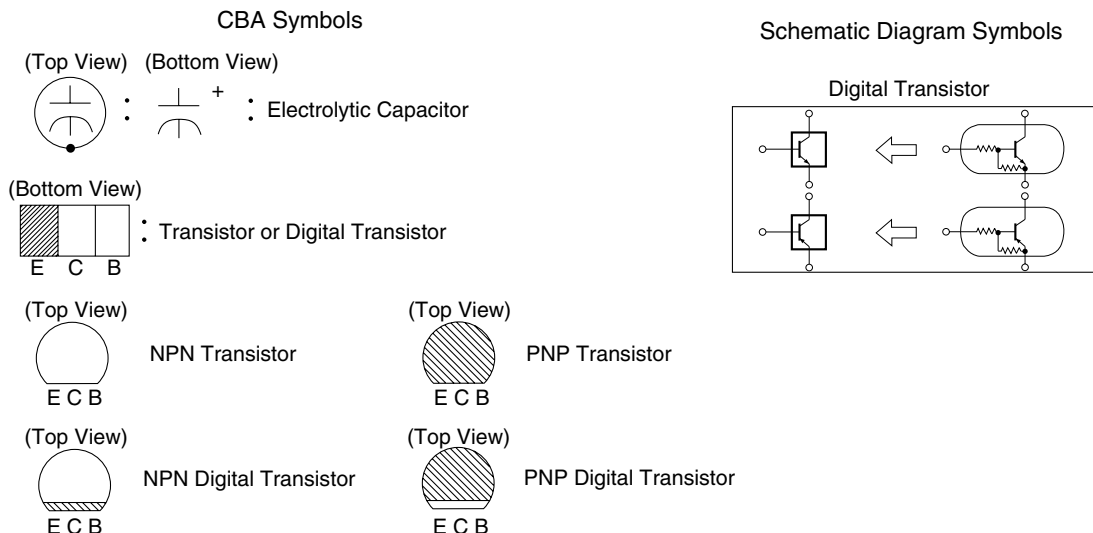 CBA Symbols
(Top View) (Bottom View)
: + : Electrolytic Capacitor
(Bottom View)
: Transistor or Digital Transistor
E C B
(Top View)
NPN Transistor
E C B
(Top View)
PNP Transistor
E C B
(Top View)
NPN Digital Transistor
E C B
(Top View)
PNP Digital Transistor
E C B
Schematic Diagram Symbols
Digital Transistor